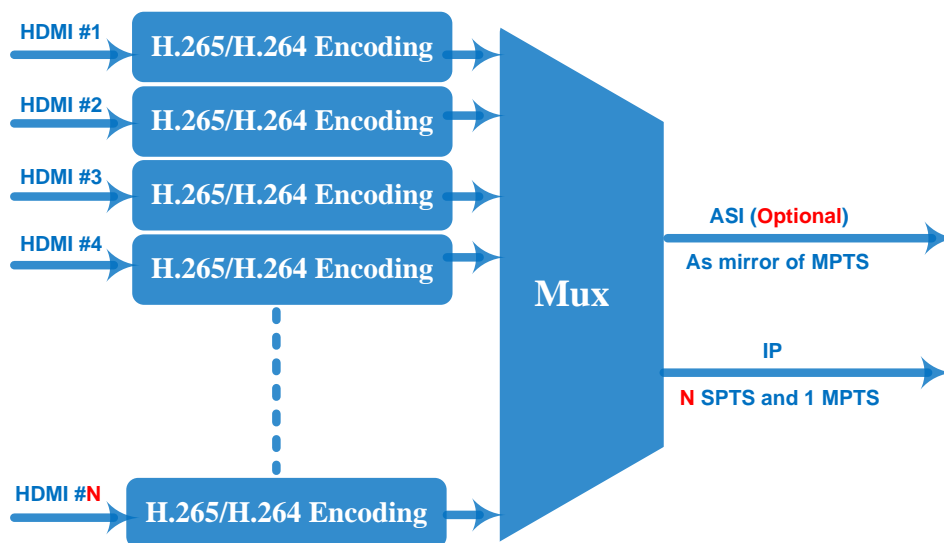 HDMI #1
H.265/H.264 Encoding
HDMI #2
H.265/H.264 Encoding
HDMI #3
H.265/H.264 Encoding
HDMI #4
H.265/H.264 Encoding
HDMI #N
H.265/H.264 Encoding
Mux
ASI (Optional)
As mirror of MPTS
IP
N SPTS and 1 MPTS